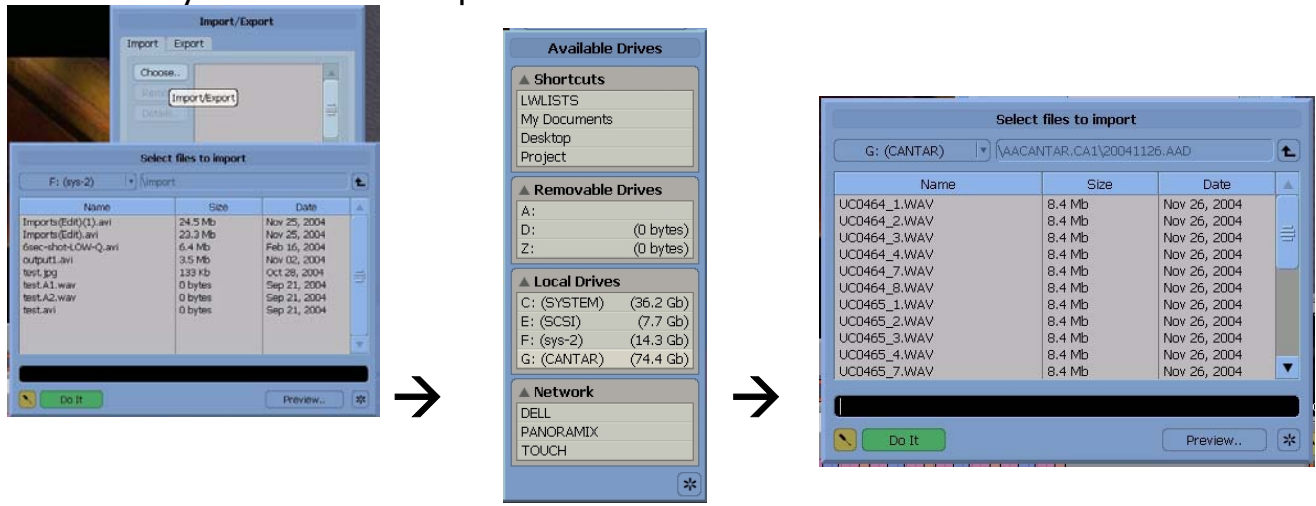 Import/Export
Import Export
Choose..
Import/Export
Select files to import
F: (sys-2) \import
Name Size Date
Imports(Edit)(1).avi 24.5 Mb Nov 25, 2004
Imports(Edit).avi 23.3 Mb Nov 25, 2004
6sec-shot-LOW-Q.avi 6.4 Mb Feb 16, 2004
output1.avi 3.5 Mb Nov 02, 2004
test.jpg 133 Kb Oct 28, 2004
test.A1.wav 0 bytes Sep 21, 2004
test.A2.wav 0 bytes Sep 21, 2004
test.avi 0 bytes Sep 21, 2004
Do It Preview..
→
Available Drives
Shortcuts
LWLISTS
My Documents
Desktop
Project
Removable Drives
A:
D: (0 bytes)
Z: (0 bytes)
Local Drives
C: (SYSTEM) (36.2 Gb)
E: (SCSI) (7.7 Gb)
F: (sys-2) (14.3 Gb)
G: (CANTAR) (74.4 Gb)
Network
DELL
PANORAMIX
TOUCH
→
Select files to import
G: (CANTAR) \AACANTAR.CA1\20041126.AAD
Name Size Date
UC0464_1.WAV 8.4 Mb Nov 26, 2004
UC0464_2.WAV 8.4 Mb Nov 26, 2004
UC0464_3.WAV 8.4 Mb Nov 26, 2004
UC0464_4.WAV 8.4 Mb Nov 26, 2004
UC0464_7.WAV 8.4 Mb Nov 26, 2004
UC0464_8.WAV 8.4 Mb Nov 26, 2004
UC0465_1.WAV 8.4 Mb Nov 26, 2004
UC0465_2.WAV 8.4 Mb Nov 26, 2004
UC0465_3.WAV 8.4 Mb Nov 26, 2004
UC0465_4.WAV 8.4 Mb Nov 26, 2004
UC0465_7.WAV 8.4 Mb Nov 26, 2004
Do It Preview..